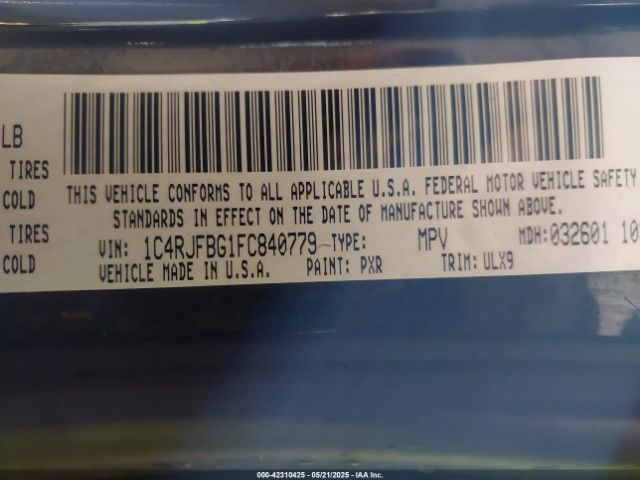 LB
TIRES
COLD
THIS VEHICLE CONFORMS TO ALL APPLICABLE U.S.A. FEDERAL MOTOR VEHICLE SAFETY
STANDARDS IN EFFECT ON THE DATE OF MANUFACTURE SHOWN ABOVE.
TIRES
COLD
VIN: 1C4RJFBG1FC840779 TYPE: MPV MDH:032601 10
VEHICLE MADE IN U.S.A. PAINT: PXR TRIM: ULX9
000-42310425 - 05/21/2025 - IAA Inc.